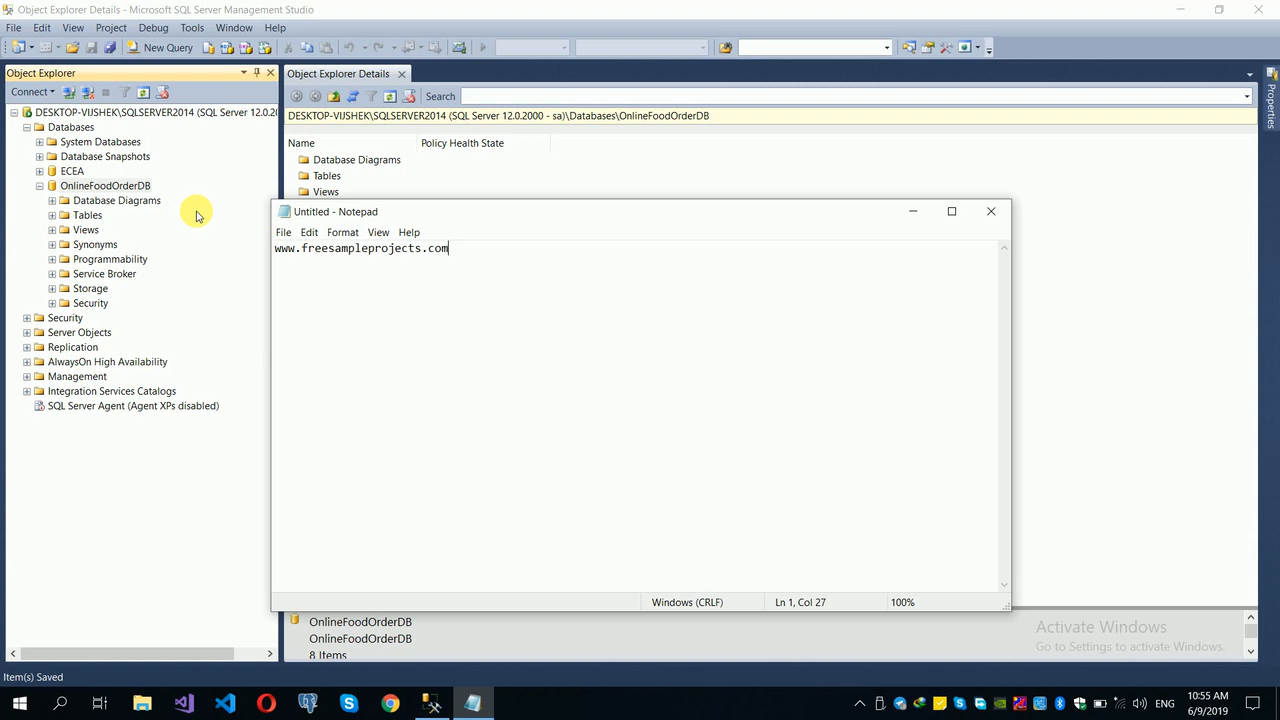 Object Explorer Details - Microsoft SQL Server Management Studio
File Edit View Project Debug Tools Window Help
New Query
Object Explorer
Object Explorer Details
Connect
Search
DESKTOP-VIJSHEK\SQLSERVER2014 (SQL Server 12.0.20
DESKTOP-VIJSHEK\SQLSERVER2014 (SQL Server 12.0.2000 - sa)\Databases\OnlineFoodOrderDB
Databases
System Databases
Database Snapshots
ECEA
OnlineFoodOrderDB
Database Diagrams
Tables
Views
Synonyms
Programmability
Service Broker
Storage
Security
Security
Server Objects
Replication
AlwaysOn High Availability
Management
Integration Services Catalogs
SQL Server Agent (Agent XPs disabled)
Name Policy Health State
Database Diagrams
Tables
Views
Untitled - Notepad
File Edit Format View Help
www.freesampleprojects.com
Windows (CRLF) Ln 1, Col 27 100%
OnlineFoodOrderDB
OnlineFoodOrderDB
8 Items
Activate Windows
Go to Settings to activate Windows.
Properties
Item(s) Saved
ENG
10:55 AM
6/9/2019